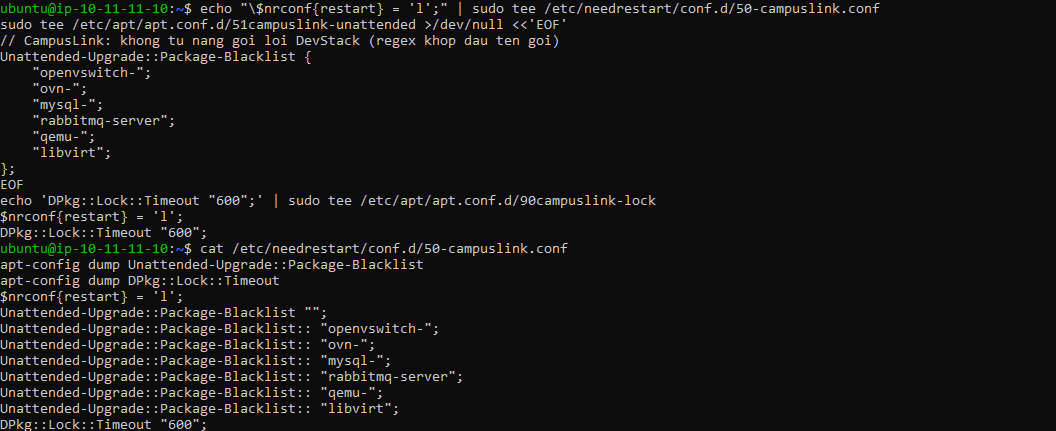 ubuntu@ip-10-11-11-10:~$ echo "\$nrconf{restart} = 'l';" | sudo tee /etc/needrestart/conf.d/50-campuslink.conf
sudo tee /etc/apt/apt.conf.d/51campuslink-unattended >/dev/null <<'EOF'
// CampusLink: khong tu nang goi loi DevStack (regex khop dau ten goi)
Unattended-Upgrade::Package-Blacklist {
    "openvswitch-";
    "ovn-";
    "mysql-";
    "rabbitmq-server";
    "qemu-";
    "libvirt";
};
EOF
echo 'DPkg::Lock::Timeout "600";' | sudo tee /etc/apt/apt.conf.d/90campuslink-lock
$nrconf{restart} = 'l';
DPkg::Lock::Timeout "600";
ubuntu@ip-10-11-11-10:~$ cat /etc/needrestart/conf.d/50-campuslink.conf
apt-config dump Unattended-Upgrade::Package-Blacklist
apt-config dump DPkg::Lock::Timeout
$nrconf{restart} = 'l';
Unattended-Upgrade::Package-Blacklist "";
Unattended-Upgrade::Package-Blacklist:: "openvswitch-";
Unattended-Upgrade::Package-Blacklist:: "ovn-";
Unattended-Upgrade::Package-Blacklist:: "mysql-";
Unattended-Upgrade::Package-Blacklist:: "rabbitmq-server";
Unattended-Upgrade::Package-Blacklist:: "qemu-";
Unattended-Upgrade::Package-Blacklist:: "libvirt";
DPkg::Lock::Timeout "600";